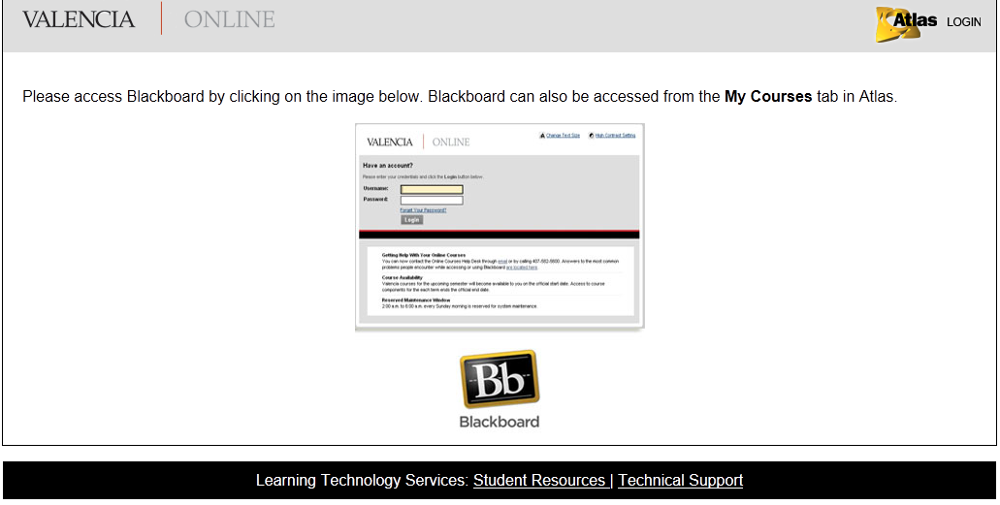 VALENCIA ONLINE
Atlas LOGIN
Please access Blackboard by clicking on the image below. Blackboard can also be accessed from the My Courses tab in Atlas.
VALENCIA ONLINE
Change Text Size High Contrast Setting
Have an account?
Please enter your credentials and click the Login button below.
Username:
Password:
Forgot Your Password?
Login
Getting Help With Your Online Courses
You can now contact the Online Courses Help Desk through email or by calling 407-582-5600. Answers to the most common
problems people encounter while accessing or using Blackboard are located here.
Course Availability
Valencia courses for the upcoming semester will become available to you on the official start date. Access to course
components for the each term ends the official end date.
Reserved Maintenance Window
2:00 a.m. to 6:00 a.m. every Sunday morning is reserved for system maintenance.
Bb
Blackboard
Learning Technology Services: Student Resources | Technical Support